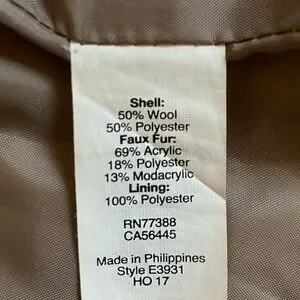 Shell:
50% Wool
50% Polyester
Faux Fur:
69% Acrylic
18% Polyester
13% Modacrylic
Lining:
100% Polyester
RN77388
CA56445
Made in Philippines
Style E3931
HO 17